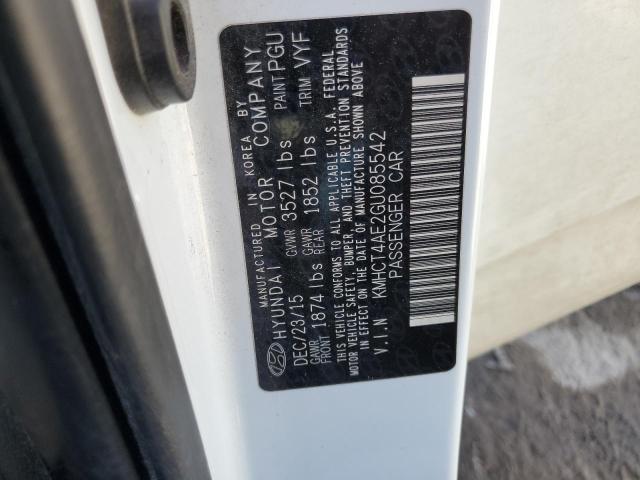 MANUFACTURED IN KOREA BY
HYUNDAI MOTOR COMPANY
DEC/23/15 GVWR 3527 lbs PAINT PGU
GAWR FRONT 1874 lbs GAWR REAR 1852 lbs TRIM VYF
THIS VEHICLE CONFORMS TO ALL APPLICABLE U.S.A. FEDERAL
MOTOR VEHICLE SAFETY, BUMPER, AND THEFT PREVENTION STANDARDS
IN EFFECT ON THE DATE OF MANUFACTURE SHOWN ABOVE
V.I.N KMHCT4AE2GU085542
PASSENGER CAR